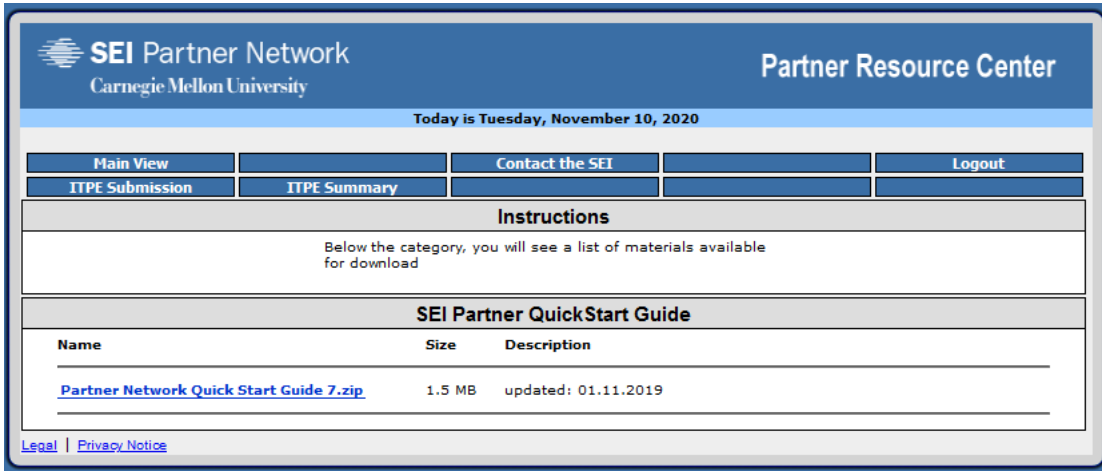 SEI Partner Network
Carnegie Mellon University
Partner Resource Center
Today is Tuesday, November 10, 2020
Main View Contact the SEI Logout
ITPE Submission ITPE Summary
Instructions
Below the category, you will see a list of materials available
for download
SEI Partner QuickStart Guide
Name Size Description
Partner Network Quick Start Guide 7.zip 1.5 MB updated: 01.11.2019
Legal | Privacy Notice